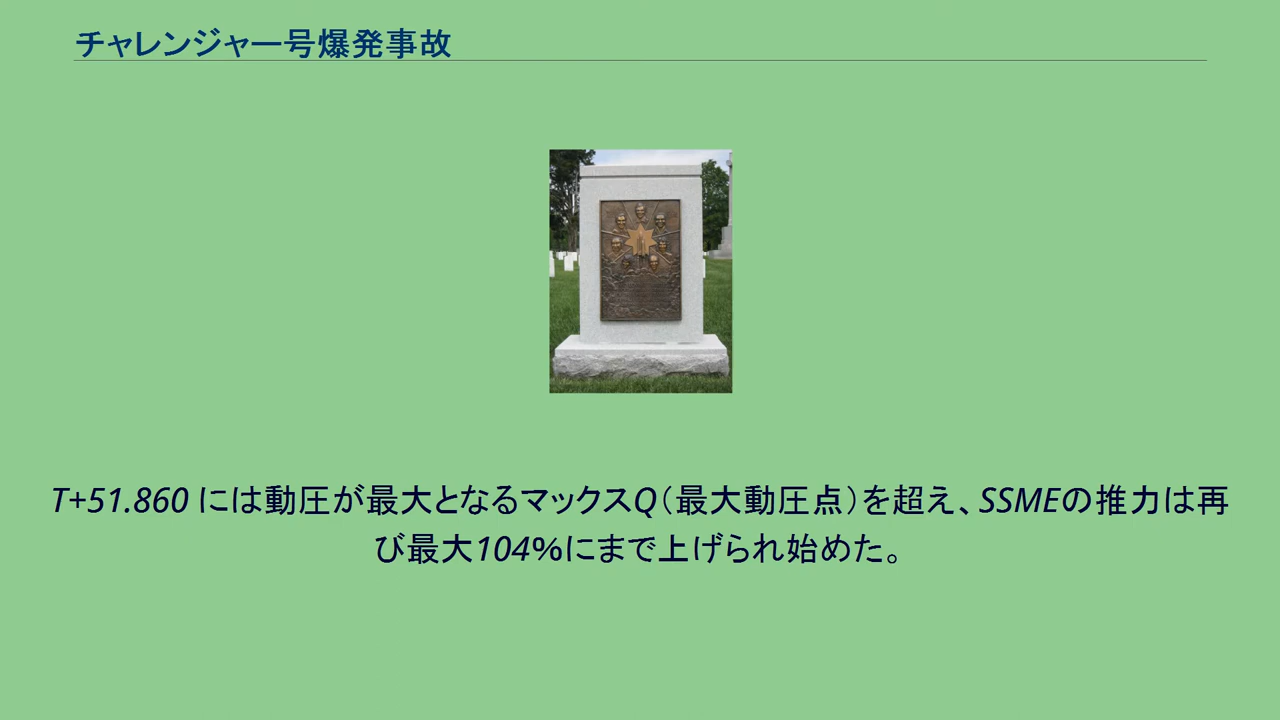 チャレンジャー号爆発事故
T+51.860 には動圧が最大となるマックスQ（最大動圧点）を超え、SSMEの推力は再
び最大104%にまで上げられ始めた。